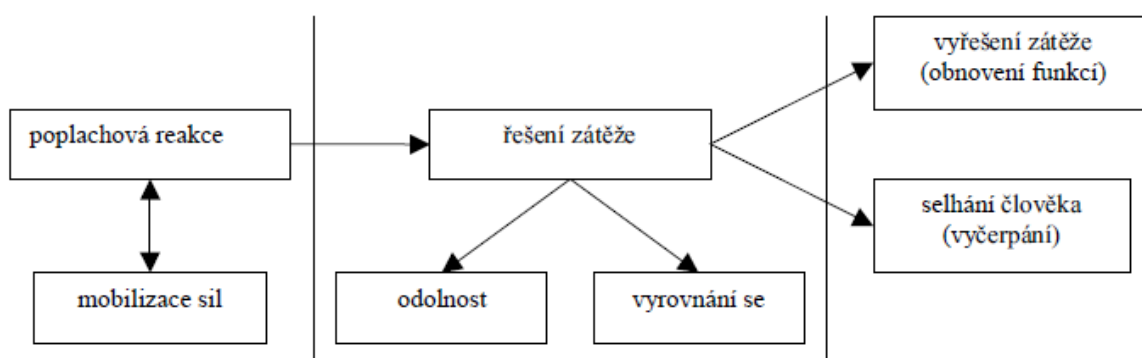 vyřešení zátěže
(obnovení funkcí)
poplachová reakce
řešení zátěže
selhání člověka
(vyčerpání)
mobilizace sil
odolnost
vyrovnání se